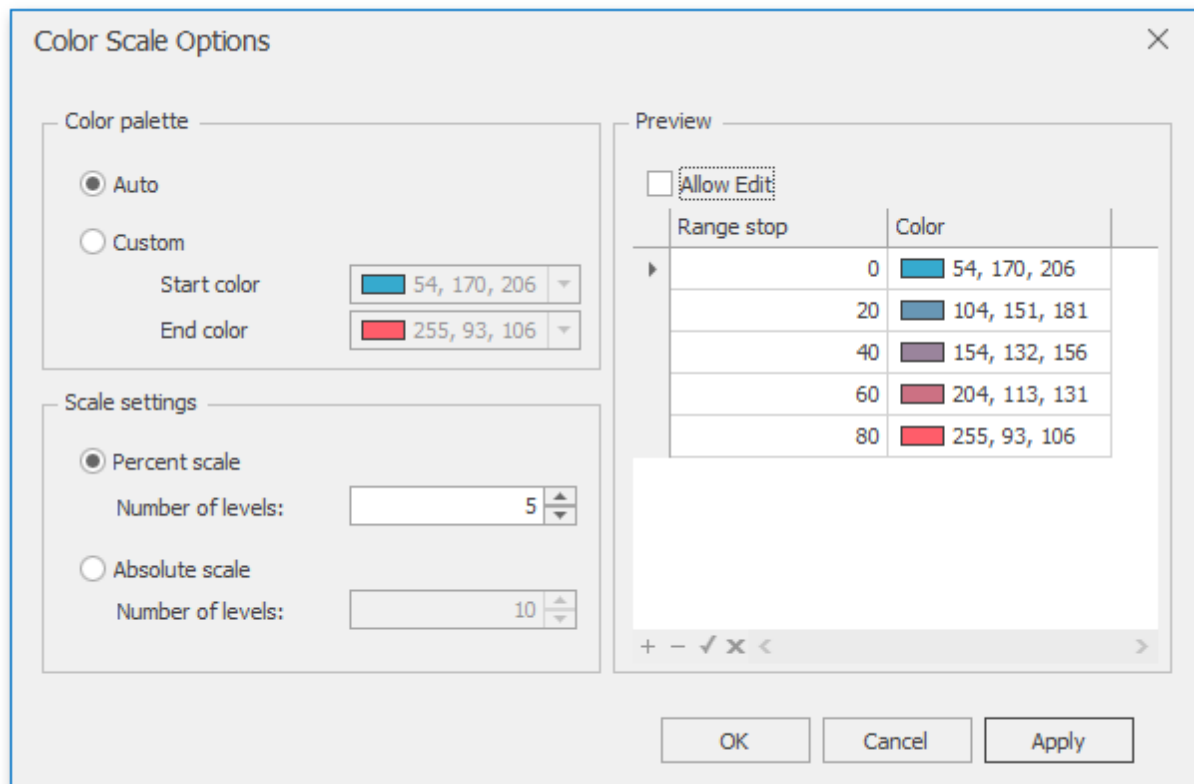 Color Scale Options
Color palette
Auto
Custom
Start color 54, 170, 206
End color 255, 93, 106
Scale settings
Percent scale
Number of levels: 5
Absolute scale
Number of levels: 10
Preview
Allow Edit
Range stop Color
0 54, 170, 206
20 104, 151, 181
40 154, 132, 156
60 204, 113, 131
80 255, 93, 106
OK Cancel Apply